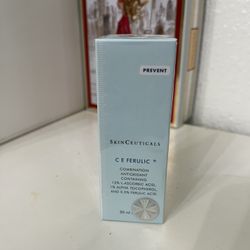 PREVENT
SKINCEUTICALS
C E FERULIC ®
COMBINATION
ANTIOXIDANT
CONTAINING
15% L-ASCORBIC ACID,
1% ALPHA TOCOPHEROL,
AND 0.5% FERULIC ACID
30 ml